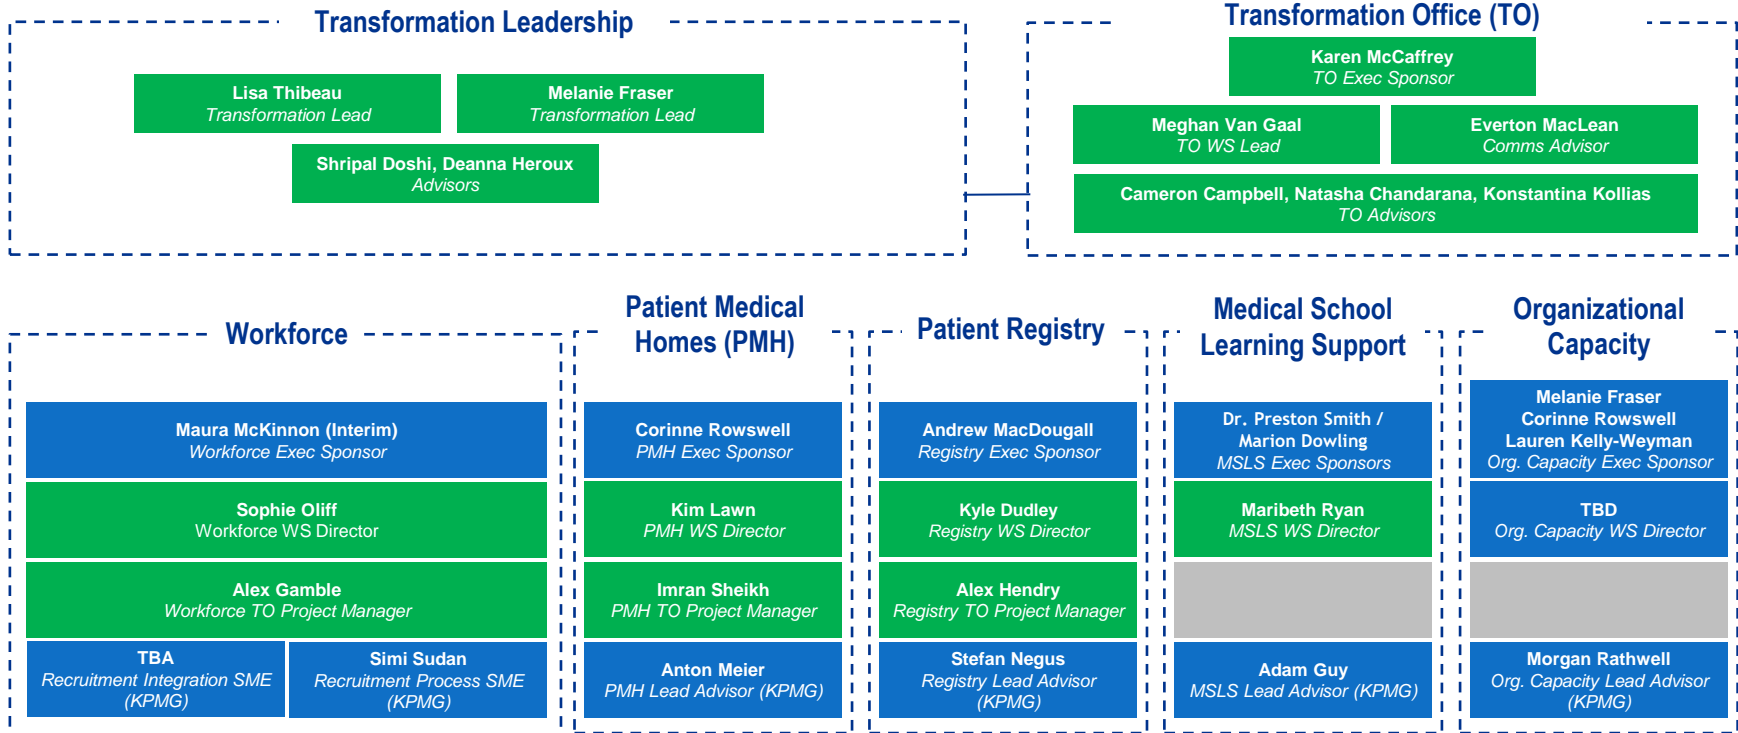 Transformation Leadership
Lisa Thibeau
Transformation Lead
Melanie Fraser
Transformation Lead
Shripal Doshi, Deanna Heroux
Advisors
Transformation Office (TO)
Karen McCaffrey
TO Exec Sponsor
Meghan Van Gaal
TO WS Lead
Everton MacLean
Comms Advisor
Cameron Campbell, Natasha Chandarana, Konstantina Kollias
TO Advisors
Workforce
Maura McKinnon (Interim)
Workforce Exec Sponsor
Sophie Oliff
Workforce WS Director
Alex Gamble
Workforce TO Project Manager
TBA
Recruitment Integration SME
(KPMG)
Simi Sudan
Recruitment Process SME
(KPMG)
Patient Medical
Homes (PMH)
Corinne Rowswell
PMH Exec Sponsor
Kim Lawn
PMH WS Director
Imran Sheikh
PMH TO Project Manager
Anton Meier
PMH Lead Advisor (KPMG)
Patient Registry
Andrew MacDougall
Registry Exec Sponsor
Kyle Dudley
Registry WS Director
Alex Hendry
Registry TO Project Manager
Stefan Negus
Registry Lead Advisor
(KPMG)
Medical School
Learning Support
Dr. Preston Smith /
Marion Dowling
MSLS Exec Sponsors
Maribeth Ryan
MSLS WS Director
Adam Guy
MSLS Lead Advisor (KPMG)
Organizational
Capacity
Melanie Fraser
Corinne Rowswell
Lauren Kelly-Weyman
Org. Capacity Exec Sponsor
TBD
Org. Capacity WS Director
Morgan Rathwell
Org. Capacity Lead Advisor
(KPMG)